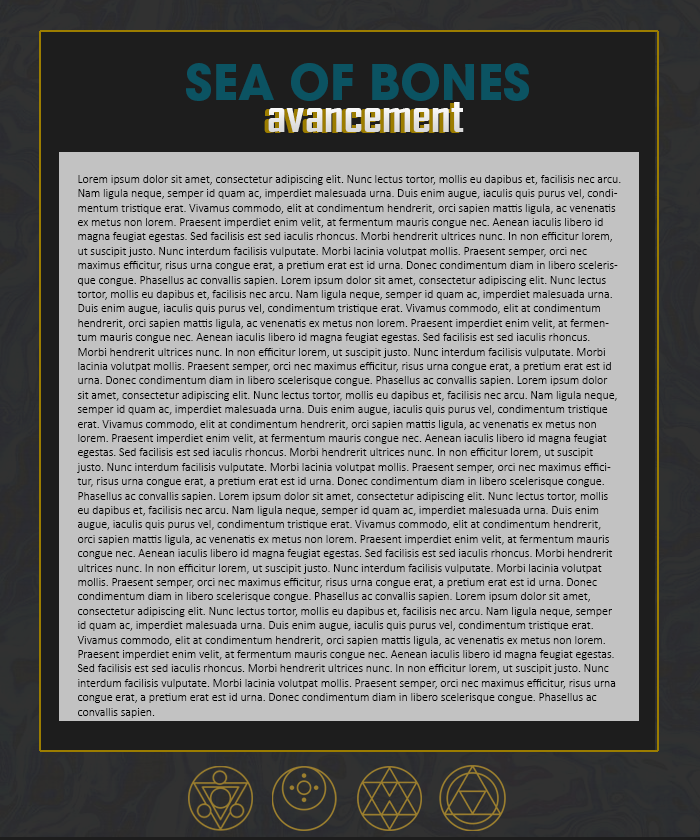 SEA OF BONES
avancement
Lorem ipsum dolor sit amet, consectetur adipiscing elit. Nunc lectus tortor, mollis eu dapibus et, facilisis nec arcu.
Nam ligula neque, semper id quam ac, imperdiet malesuada urna. Duis enim augue, iaculis quis purus vel, condi-
mentum tristique erat. Vivamus commodo, elit at condimentum hendrerit, orci sapien mattis ligula, ac venenatis
ex metus non lorem. Praesent imperdiet enim velit, at fermentum mauris congue nec. Aenean iaculis libero id
magna feugiat egestas. Sed facilisis est sed iaculis rhoncus. Morbi hendrerit ultrices nunc. In non efficitur lorem,
ut suscipit justo. Nunc interdum facilisis vulputate. Morbi lacinia volutpat mollis. Praesent semper, orci nec
maximus efficitur, risus urna congue erat, a pretium erat est id urna. Donec condimentum diam in libero sceleris-
que congue. Phasellus ac convallis sapien. Lorem ipsum dolor sit amet, consectetur adipiscing elit. Nunc lectus
tortor, mollis eu dapibus et, facilisis nec arcu. Nam ligula neque, semper id quam ac, imperdiet malesuada urna.
Duis enim augue, iaculis quis purus vel, condimentum tristique erat. Vivamus commodo, elit at condimentum
hendrerit, orci sapien mattis ligula, ac venenatis ex metus non lorem. Praesent imperdiet enim velit, at fermen-
tum mauris congue nec. Aenean iaculis libero id magna feugiat egestas. Sed facilisis est sed iaculis rhoncus.
Morbi hendrerit ultrices nunc. In non efficitur lorem, ut suscipit justo. Nunc interdum facilisis vulputate. Morbi
lacinia volutpat mollis. Praesent semper, orci nec maximus efficitur, risus urna congue erat, a pretium erat est id
urna. Donec condimentum diam in libero scelerisque congue. Phasellus ac convallis sapien. Lorem ipsum dolor
sit amet, consectetur adipiscing elit. Nunc lectus tortor, mollis eu dapibus et, facilisis nec arcu. Nam ligula neque,
semper id quam ac, imperdiet malesuada urna. Duis enim augue, iaculis quis purus vel, condimentum tristique
erat. Vivamus commodo, elit at condimentum hendrerit, orci sapien mattis ligula, ac venenatis ex metus non
lorem. Praesent imperdiet enim velit, at fermentum mauris congue nec. Aenean iaculis libero id magna feugiat
egestas. Sed facilisis est sed iaculis rhoncus. Morbi hendrerit ultrices nunc. In non efficitur lorem, ut suscipit
justo. Nunc interdum facilisis vulputate. Morbi lacinia volutpat mollis. Praesent semper, orci nec maximus effici-
tur, risus urna congue erat, a pretium erat est id urna. Donec condimentum diam in libero scelerisque congue.
Phasellus ac convallis sapien. Lorem ipsum dolor sit amet, consectetur adipiscing elit. Nunc lectus tortor, mollis
eu dapibus et, facilisis nec arcu. Nam ligula neque, semper id quam ac, imperdiet malesuada urna. Duis enim
augue, iaculis quis purus vel, condimentum tristique erat. Vivamus commodo, elit at condimentum hendrerit,
orci sapien mattis ligula, ac venenatis ex metus non lorem. Praesent imperdiet enim velit, at fermentum mauris
congue nec. Aenean iaculis libero id magna feugiat egestas. Sed facilisis est sed iaculis rhoncus. Morbi hendrerit
ultrices nunc. In non efficitur lorem, ut suscipit justo. Nunc interdum facilisis vulputate. Morbi lacinia volutpat
mollis. Praesent semper, orci nec maximus efficitur, risus urna congue erat, a pretium erat est id urna. Donec
condimentum diam in libero scelerisque congue. Phasellus ac convallis sapien. Lorem ipsum dolor sit amet,
consectetur adipiscing elit. Nunc lectus tortor, mollis eu dapibus et, facilisis nec arcu. Nam ligula neque, semper
id quam ac, imperdiet malesuada urna. Duis enim augue, iaculis quis purus vel, condimentum tristique erat.
Vivamus commodo, elit at condimentum hendrerit, orci sapien mattis ligula, ac venenatis ex metus non lorem.
Praesent imperdiet enim velit, at fermentum mauris congue nec. Aenean iaculis libero id magna feugiat egestas.
Sed facilisis est sed iaculis rhoncus. Morbi hendrerit ultrices nunc. In non efficitur lorem, ut suscipit justo. Nunc
interdum facilisis vulputate. Morbi lacinia volutpat mollis. Praesent semper, orci nec maximus efficitur, risus urna
congue erat, a pretium erat est id urna. Donec condimentum diam in libero scelerisque congue. Phasellus ac
convallis sapien.